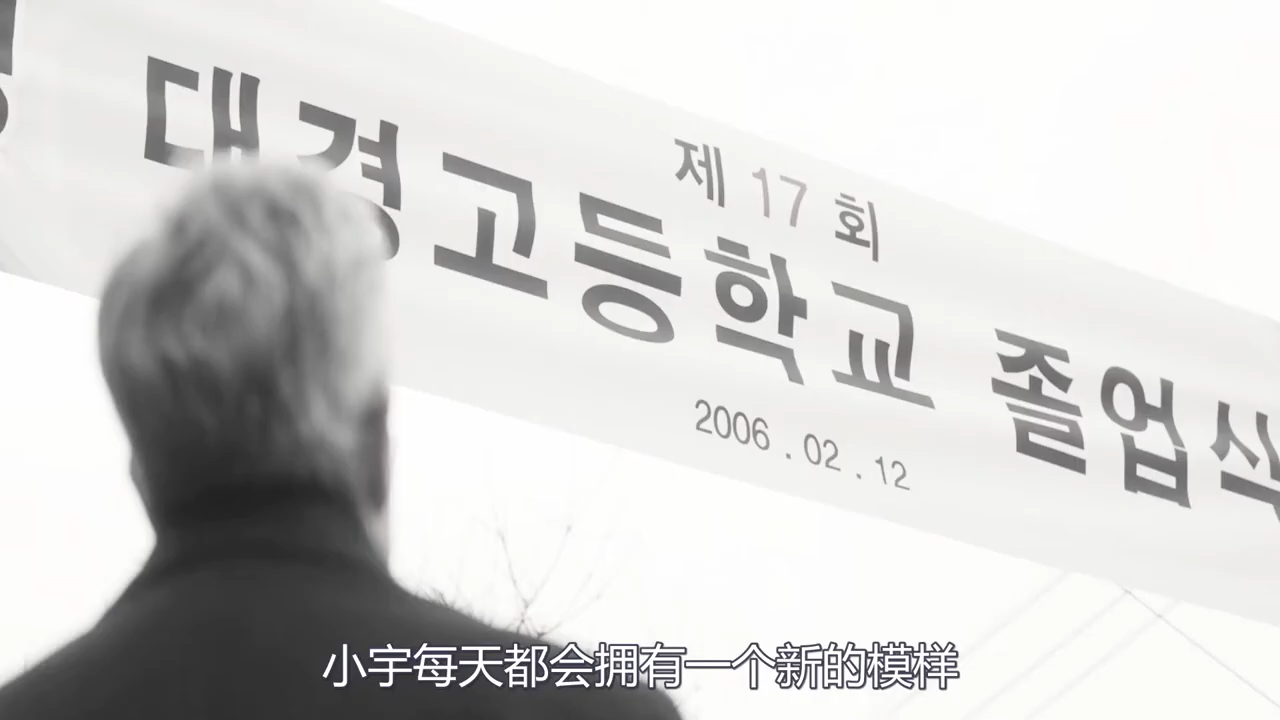 제 17 회
대경고등학교 졸업식
2006 . 02 . 12
小宇每天都会拥有一个新的模样